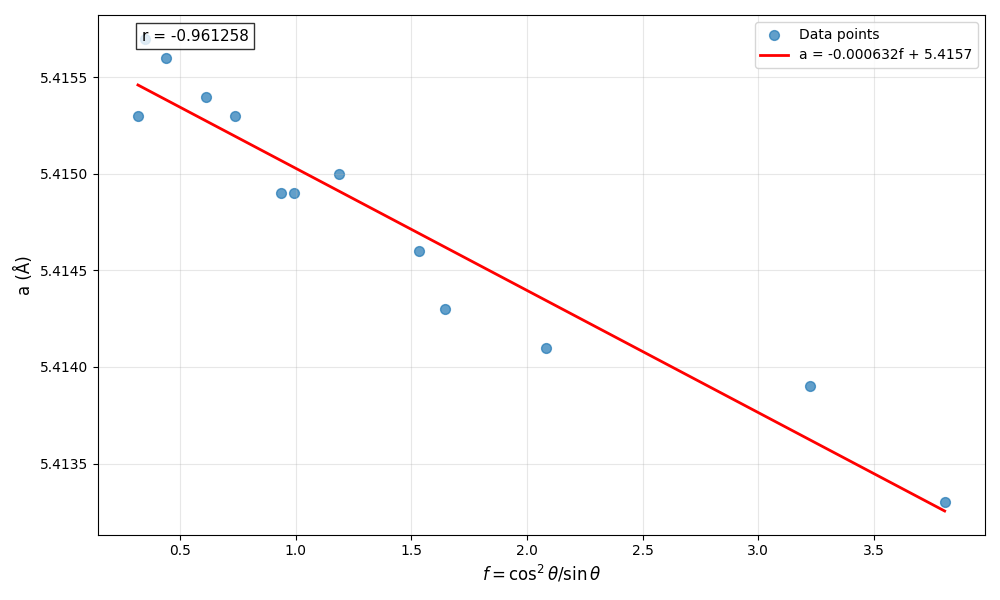 r = -0.961258
Data points
a = -0.000632f + 5.4157
5.4155
5.4150
5.4145
5.4140
5.4135
a (Å)
0.5 1.0 1.5 2.0 2.5 3.0 3.5
f = cos² θ/sin θ